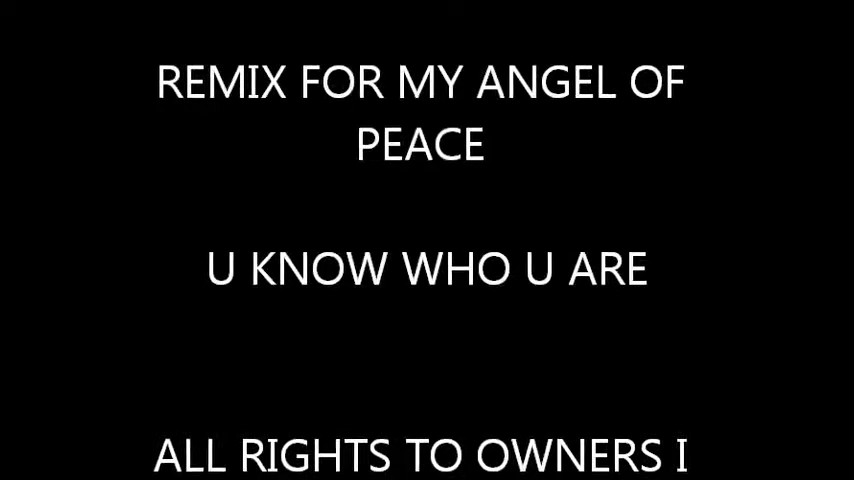 REMIX FOR MY ANGEL OF
PEACE
U KNOW WHO U ARE
ALL RIGHTS TO OWNERS I